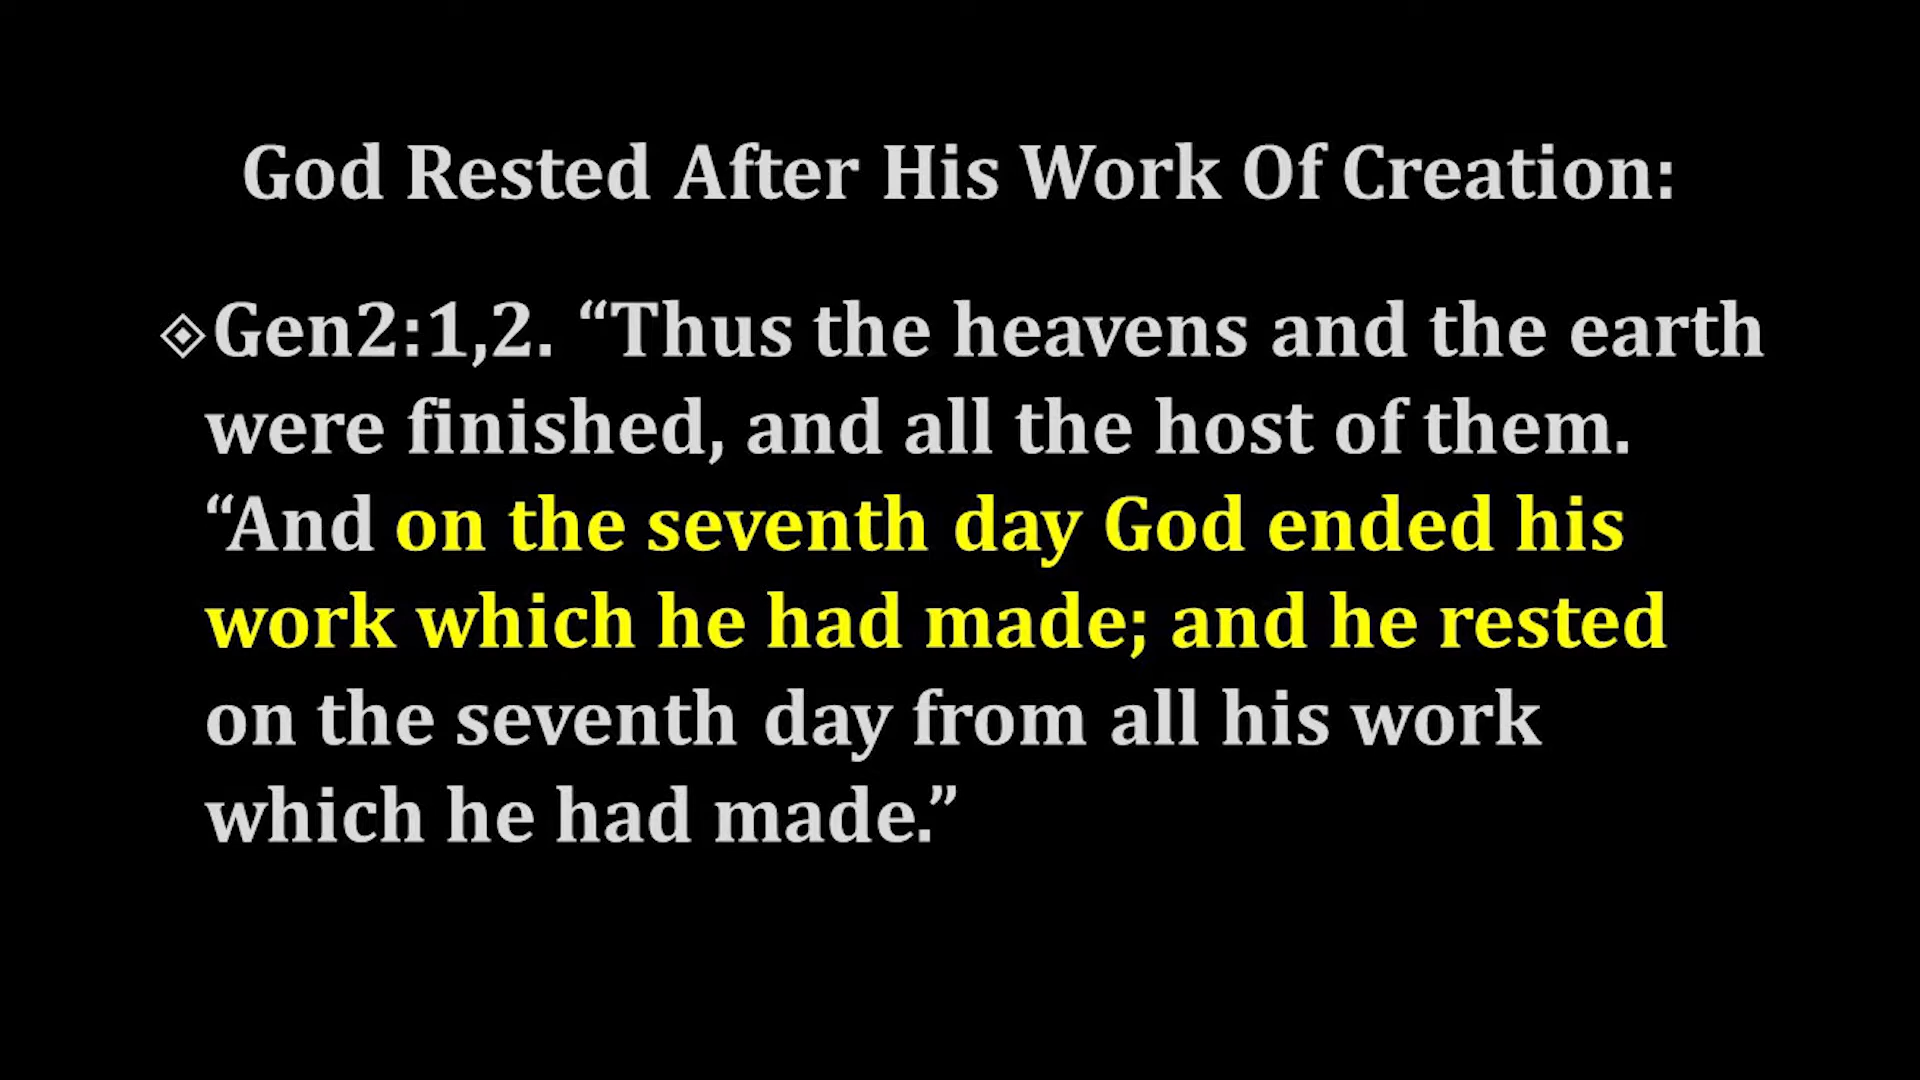 God Rested After His Work Of Creation:
Gen2:1,2. “Thus the heavens and the earth
were finished, and all the host of them.
“And on the seventh day God ended his
work which he had made; and he rested
on the seventh day from all his work
which he had made.”